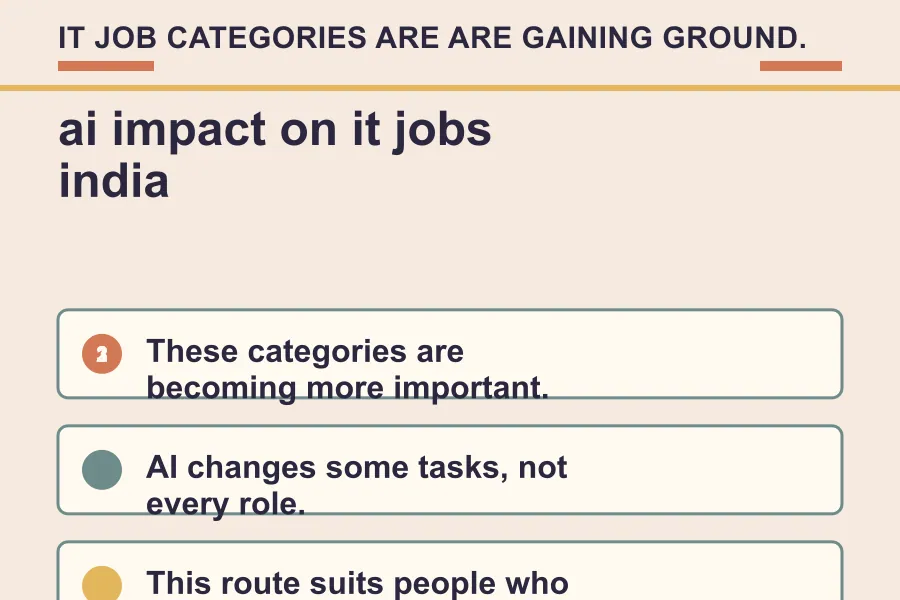 IT JOB CATEGORIES ARE ARE GAINING GROUND.
ai impact on it jobs
india
These categories are
becoming more important.
AI changes some tasks, not
every role.
This route suits people who